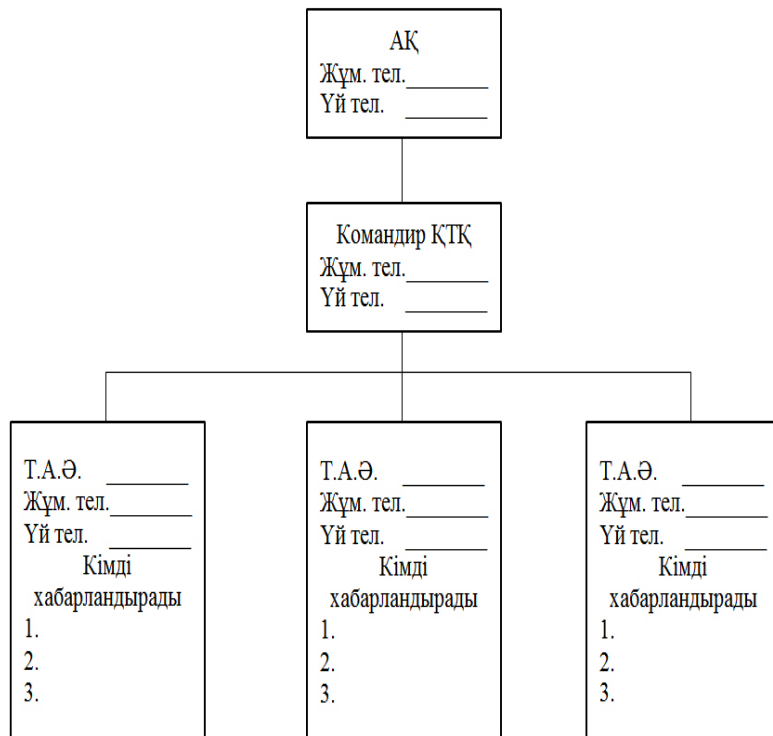 АҚ
Жұм. тел.________
Үй тел. ________
Командир ҚТҚ
Жұм. тел.________
Үй тел. ________
Т.А.Ә. ________
Жұм. тел.________
Үй тел. ________
Кімді
хабарландырады
1.
2.
3.
Т.А.Ә. ________
Жұм. тел.________
Үй тел. ________
Кімді
хабарландырады
1.
2.
3.
Т.А.Ә. ________
Жұм. тел.________
Үй тел. ________
Кімді
хабарландырады
1.
2.
3.